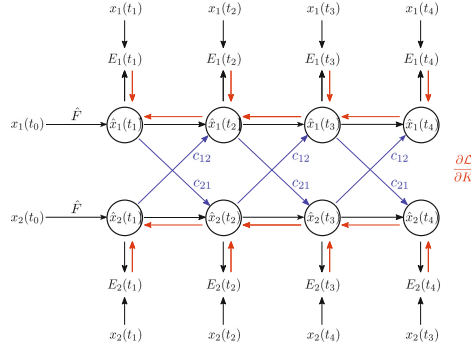 x₁(t₁) x₁(t₂) x₁(t₃) x₁(t₄)
E₁(t₁) E₁(t₂) E₁(t₃) E₁(t₄)
x₁(t₀) F̂ x̂₁(t₁) x̂₁(t₂) x̂₁(t₃) x̂₁(t₄)
c₁₂ c₁₂
∂ℒ
∂K
c₂₁ c₂₁
x₂(t₀) F̂ x̂₂(t₁) x̂₂(t₂) x̂₂(t₃) x̂₂(t₄)
E₂(t₁) E₂(t₂) E₂(t₃) E₂(t₄)
x₂(t₁) x₂(t₂) x₂(t₄) x₂(t₃)